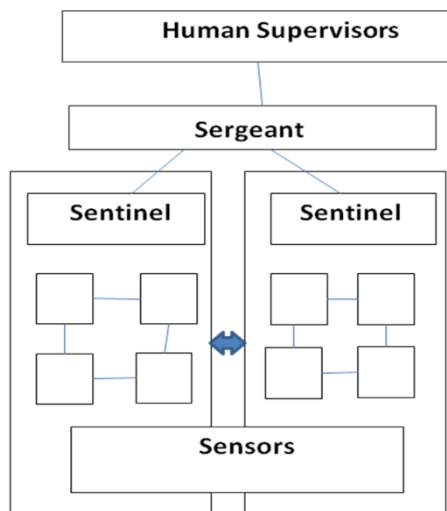 Human Supervisors
Sergeant
Sentinel
Sentinel
Sensors